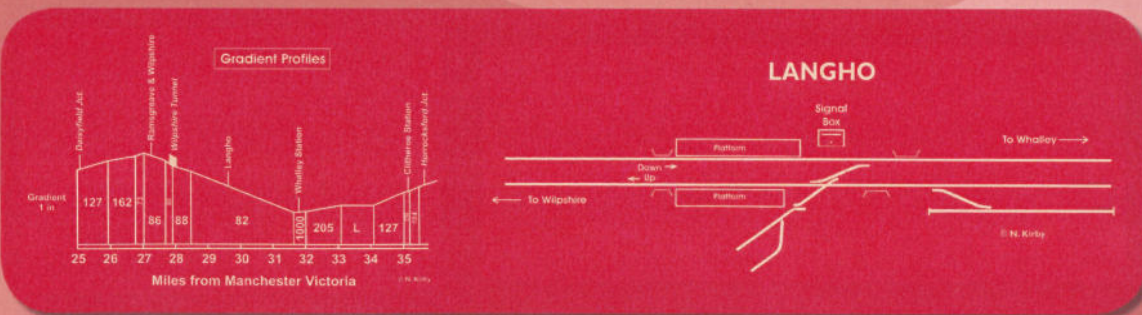 Gradient Profiles
Daisyfield Jct.
Ramsgreave & Wilpshire
Wilpshire Tunnel
Langho
Whalley Station
Clitheroe Station
Horrocksford Jct.
Gradient
1 in
127
162
86
88
82
1000
205
L
127
25 26 27 28 29 30 31 32 33 34 35
Miles from Manchester Victoria
© N. Kirby
LANGHO
Signal
Box
To Whalley
Platform
Down
Up
To Wilpshire
Platform
© N. Kirby